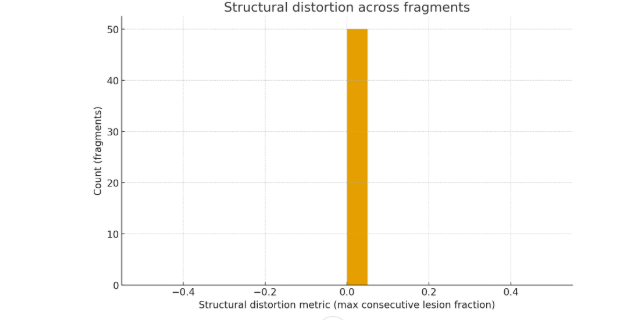 Structural distortion across fragments
50
40
30
20
10
0
−0.4 −0.2 0.0 0.2 0.4
Count (fragments)
Structural distortion metric (max consecutive lesion fraction)